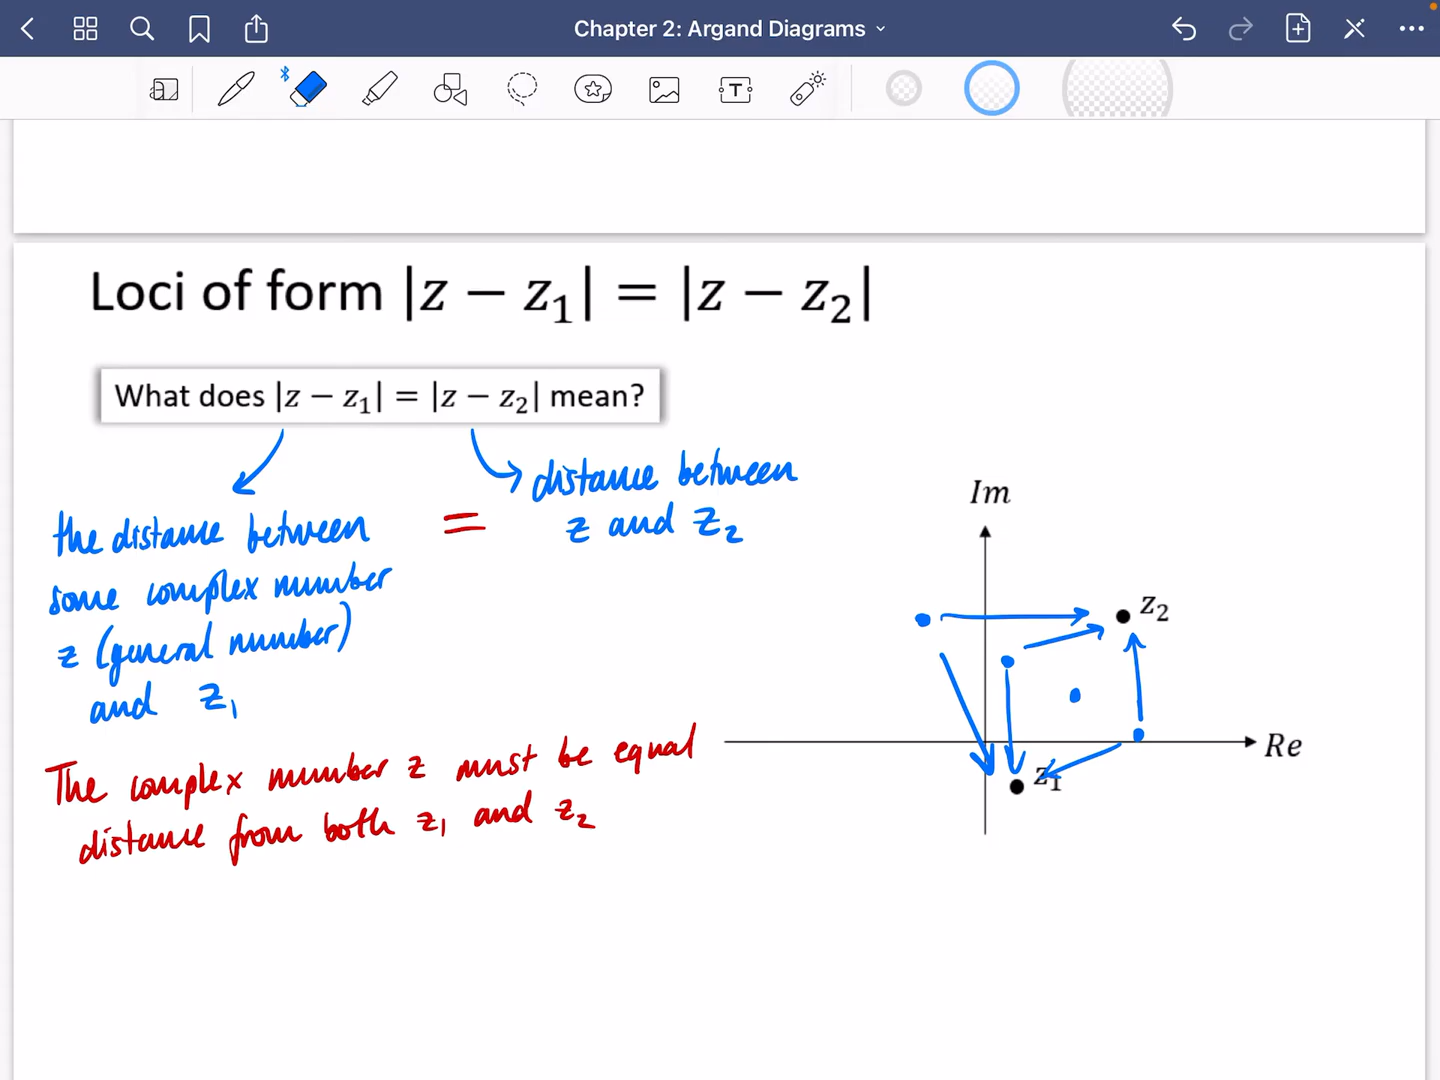 Chapter 2: Argand Diagrams
Loci of form |z − z₁| = |z − z₂|
What does |z − z₁| = |z − z₂| mean?
the distance between
some complex number
z (general number)
and z₁
=
distance between
z and z₂
The complex number z must be equal
distance from both z₁ and z₂
Im
z₂
Re
z₁